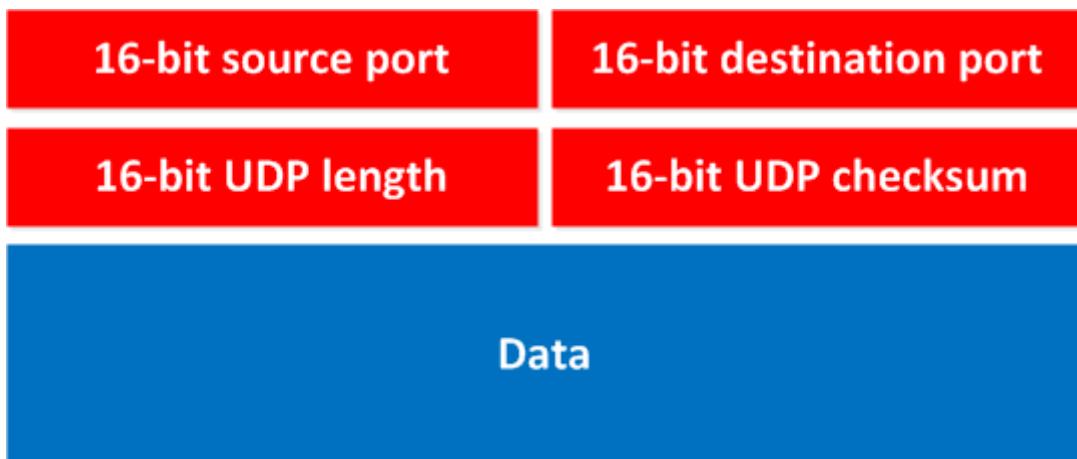 16-bit source port
16-bit destination port
16-bit UDP length
16-bit UDP checksum
Data